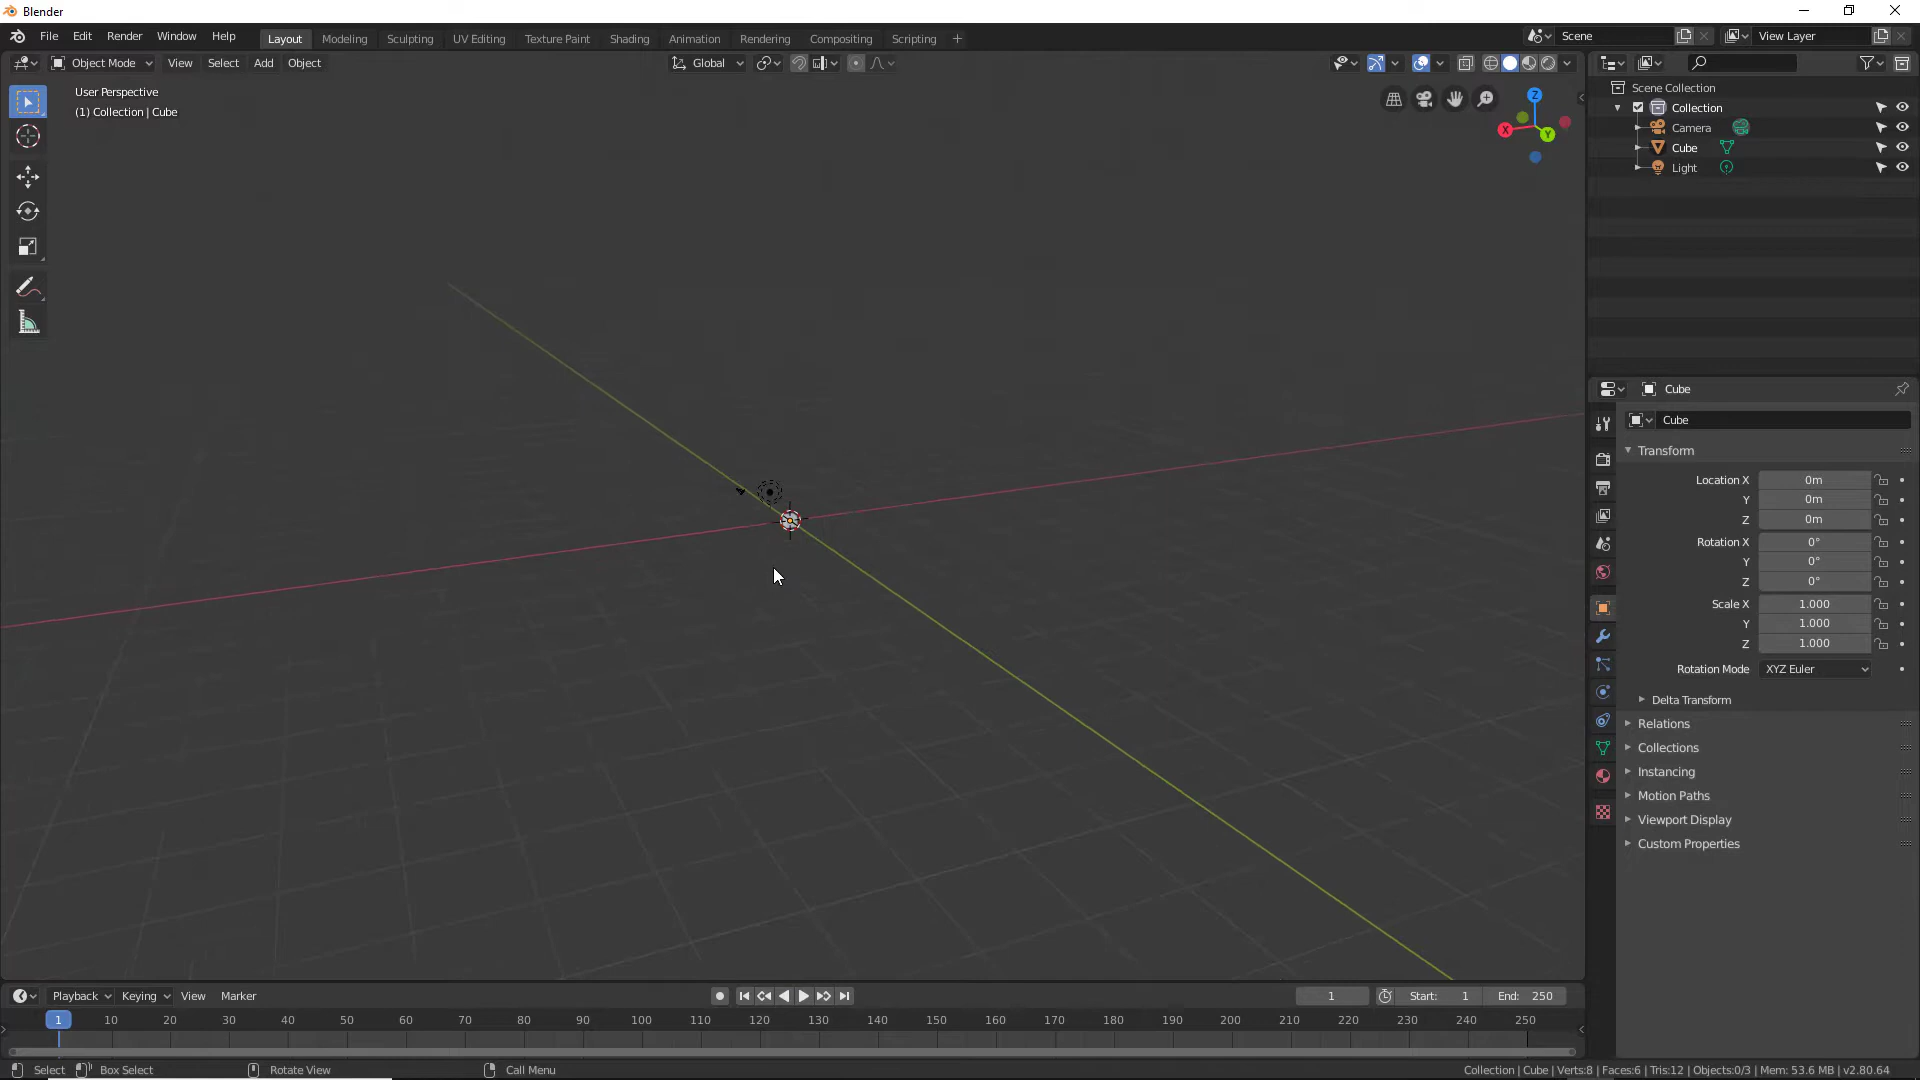 Blender
File Edit Render Window Help Layout Modeling Sculpting UV Editing Texture Paint Shading Animation Rendering Compositing Scripting + Scene View Layer
Object Mode View Select Add Object Global
User Perspective
(1) Collection | Cube
Z
X
Y
Scene Collection
Collection
Camera
Cube
Light
Cube
Cube
Transform
Location X 0m
Y 0m
Z 0m
Rotation X 0°
Y 0°
Z 0°
Scale X 1.000
Y 1.000
Z 1.000
Rotation Mode XYZ Euler
Delta Transform
Relations
Collections
Instancing
Motion Paths
Viewport Display
Custom Properties
Playback Keying View Marker 1 Start: 1 End: 250
1 10 20 30 40 50 60 70 80 90 100 110 120 130 140 150 160 170 180 190 200 210 220 230 240 250
Select Box Select Rotate View Call Menu Collection | Cube | Verts:8 | Faces:6 | Tris:12 | Objects:0/3 | Mem: 53.6 MB | v2.80.64